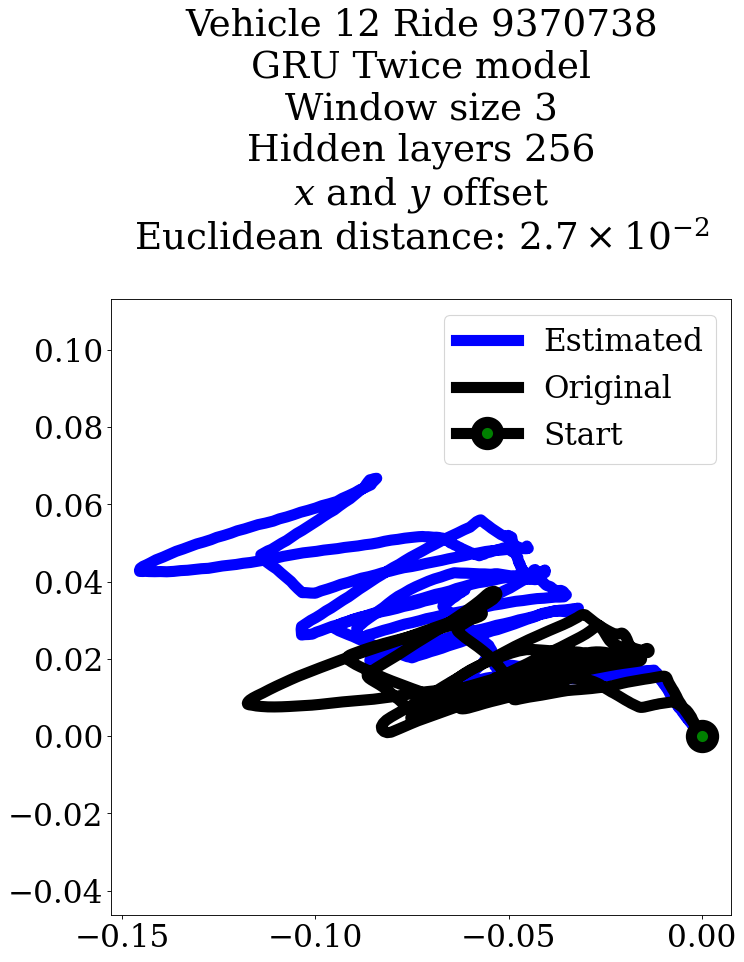 Vehicle 12 Ride 9370738
GRU Twice model
Window size 3
Hidden layers 256
x and y offset
Euclidean distance: 2.7 × 10⁻²
Estimated
Original
Start
0.10
0.08
0.06
0.04
0.02
0.00
−0.02
−0.04
−0.15 −0.10 −0.05 0.00